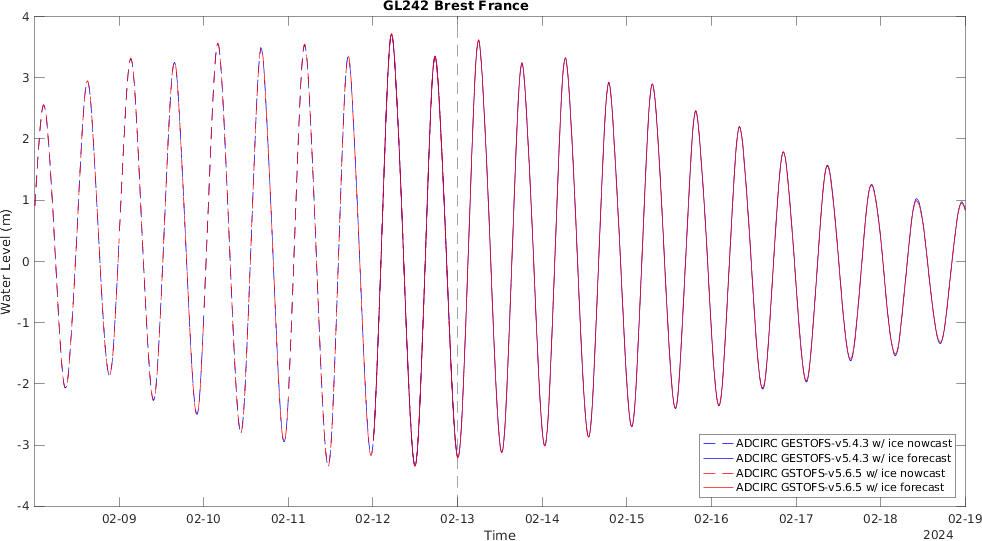 GL242 Brest France
4
3
2
1
0
-1
-2
-3
-4
Water Level (m)
ADCIRC GESTOFS-v5.4.3 w/ ice nowcast
ADCIRC GESTOFS-v5.4.3 w/ ice forecast
ADCIRC GSTOFS-v5.6.5 w/ ice nowcast
ADCIRC GSTOFS-v5.6.5 w/ ice forecast
02-09 02-10 02-11 02-12 02-13 02-14 02-15 02-16 02-17 02-18 02-19
Time
2024